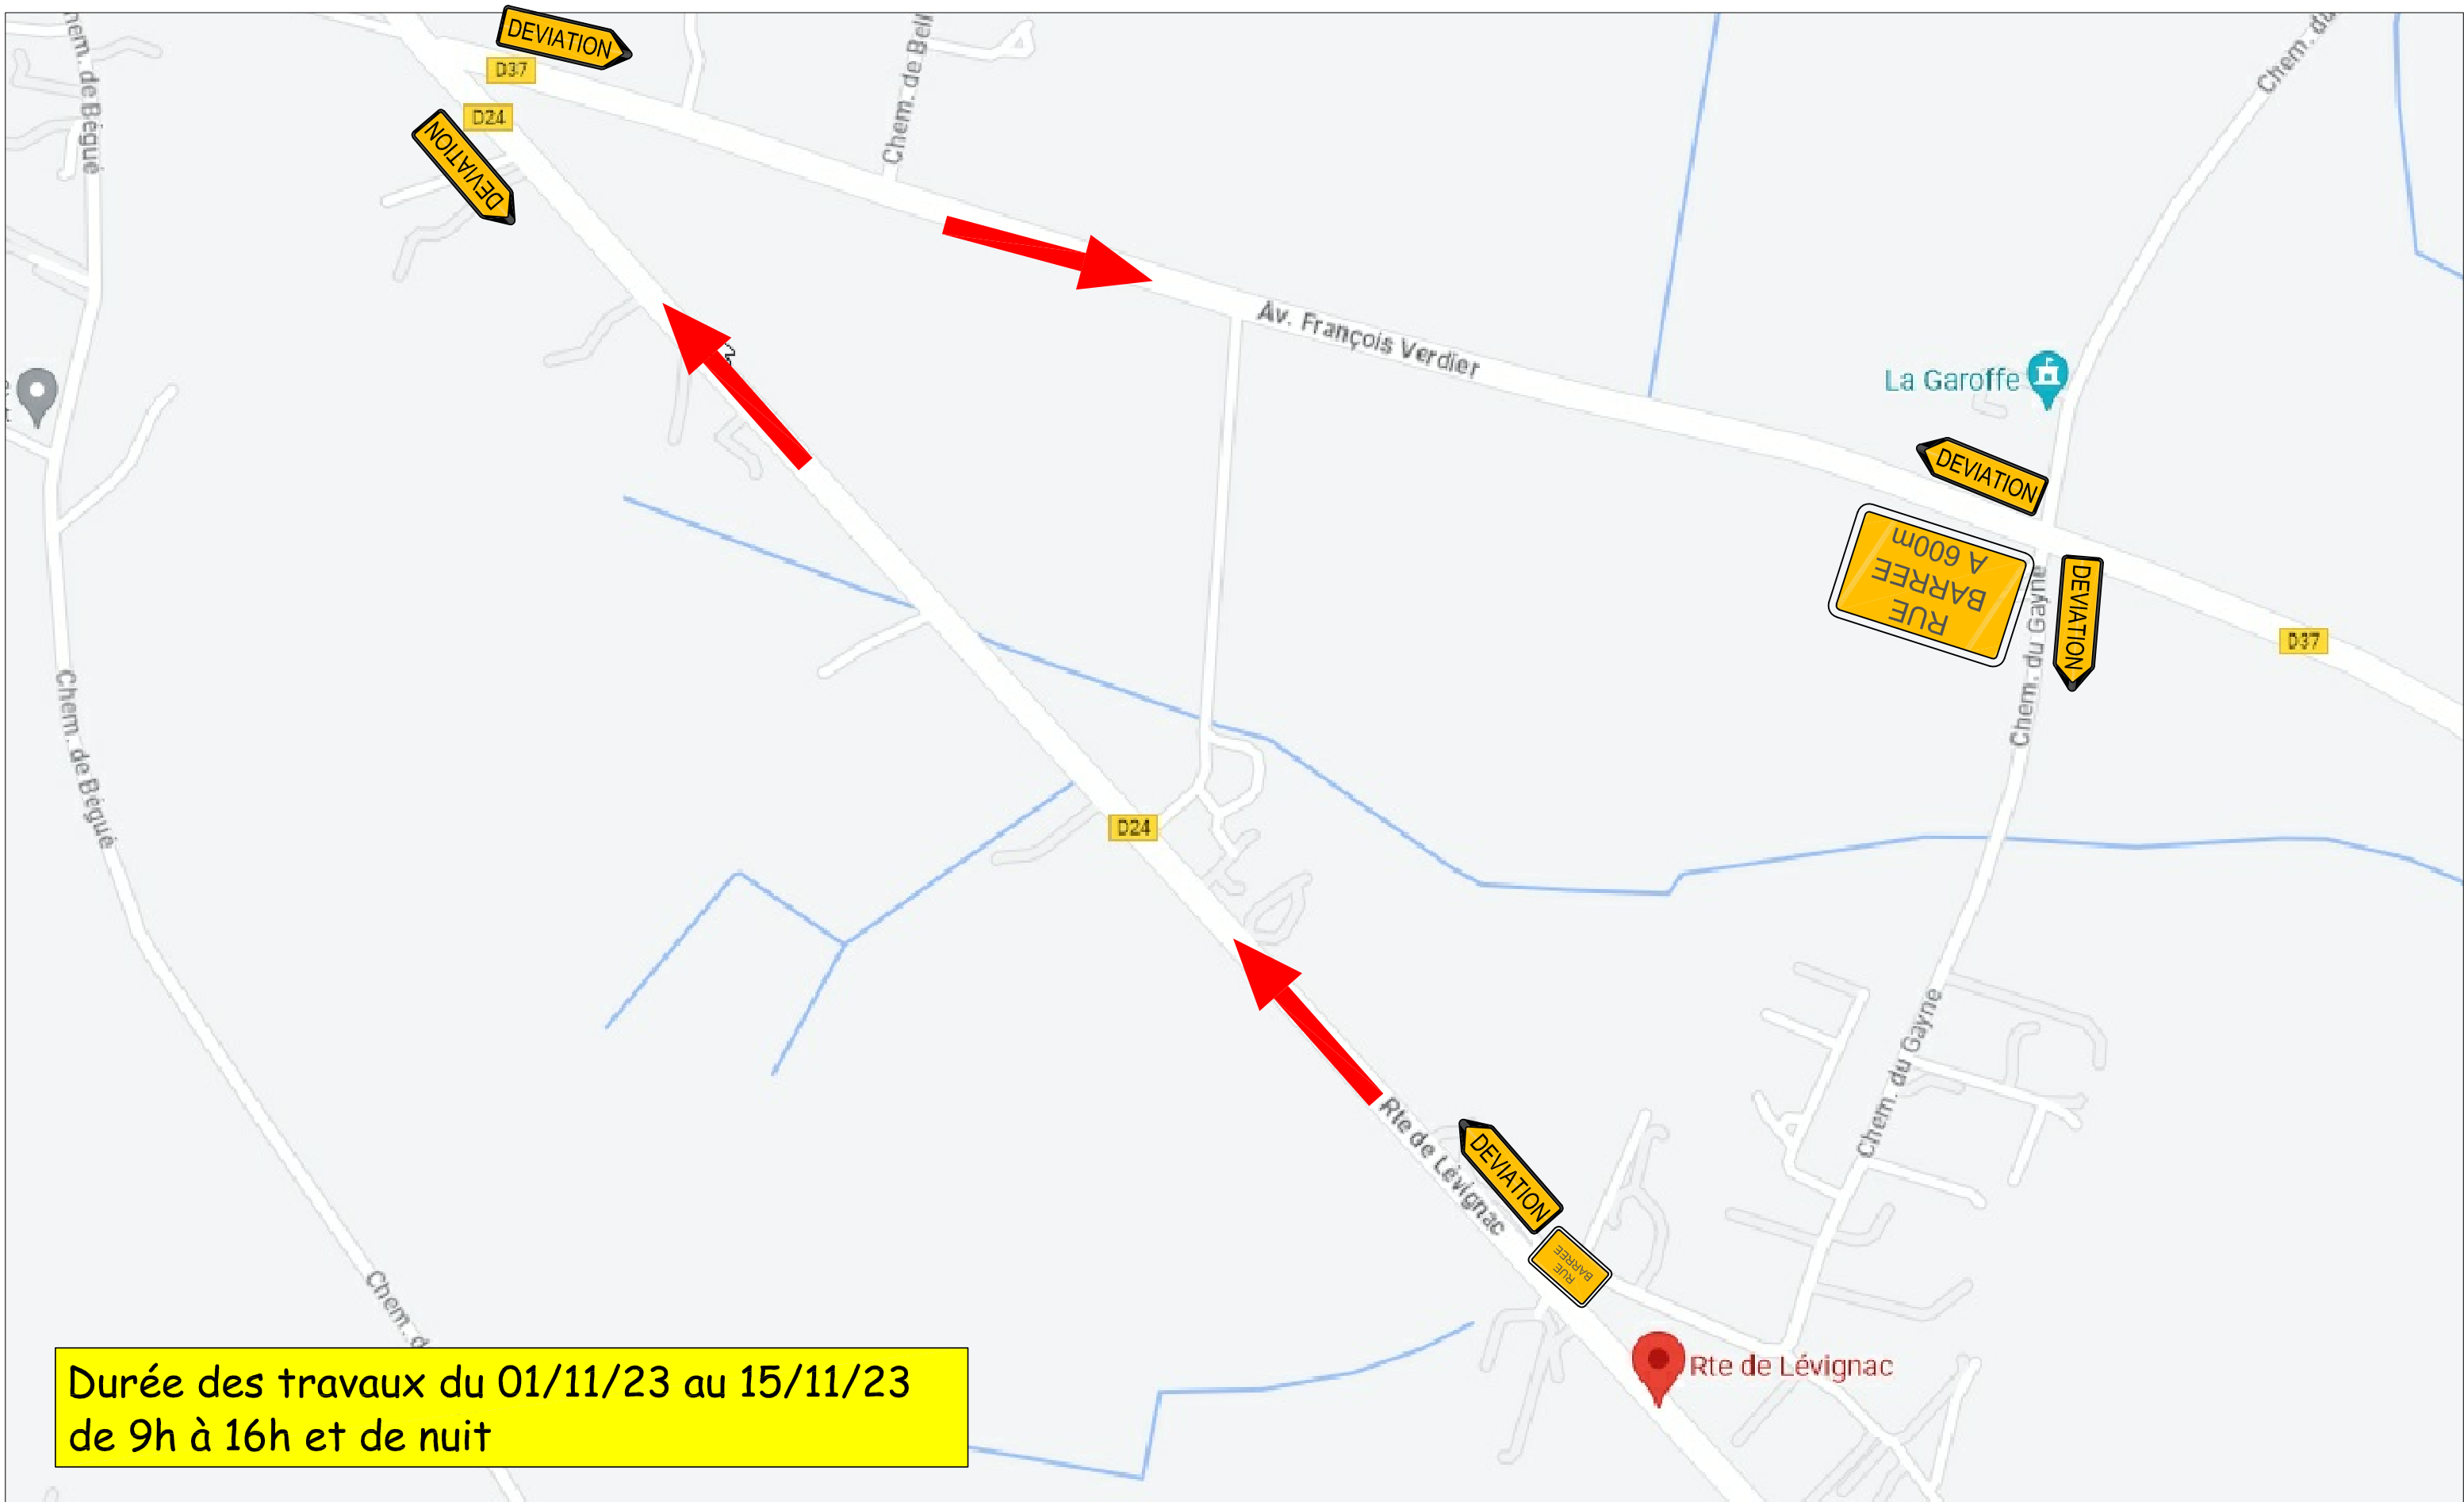 DEVIATION
D37
D24
DEVIATION
Chem. de Bégué
Chem. de
Chem.
Av. François Verdier
La Garoffe
DEVIATION
RUE
BARREE
A 600m
DEVIATION
Chem. du Gayne
D37
Chem. de Bégué
D24
Chem. du Gayne
Rte de Lévignac
DEVIATION
RUE
BARREE
Chem.
Rte de Lévignac
Durée des travaux du 01/11/23 au 15/11/23
de 9h à 16h et de nuit